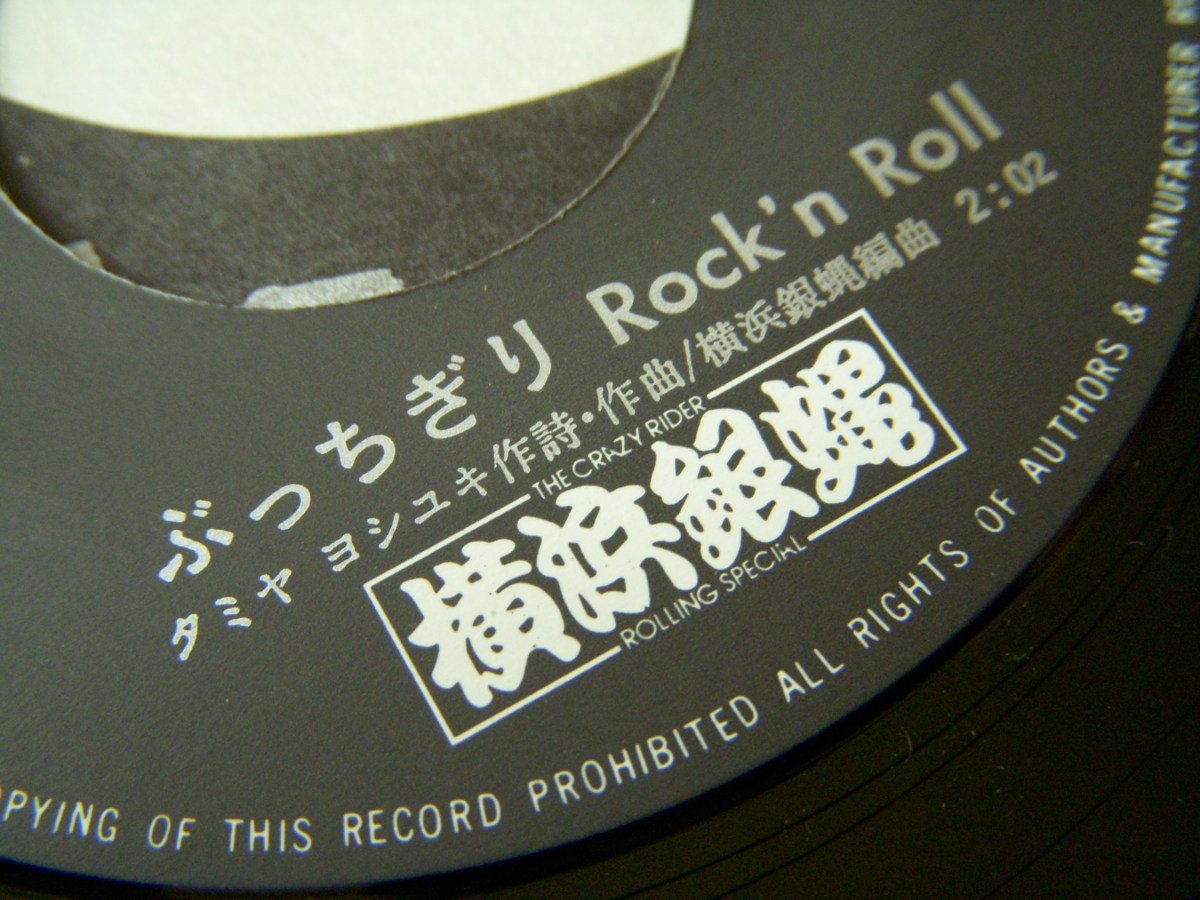 ぶっちぎり Rock'n Roll
タミヤ ヨシユキ作詩・作曲/横浜銀蝿編曲 2:02
THE CRAZY RIDER
横浜銀蝿
ROLLING SPECIAL
OF THIS RECORD PROHIBITED ALL RIGHTS OF AUTHORS & MANUFACTURER